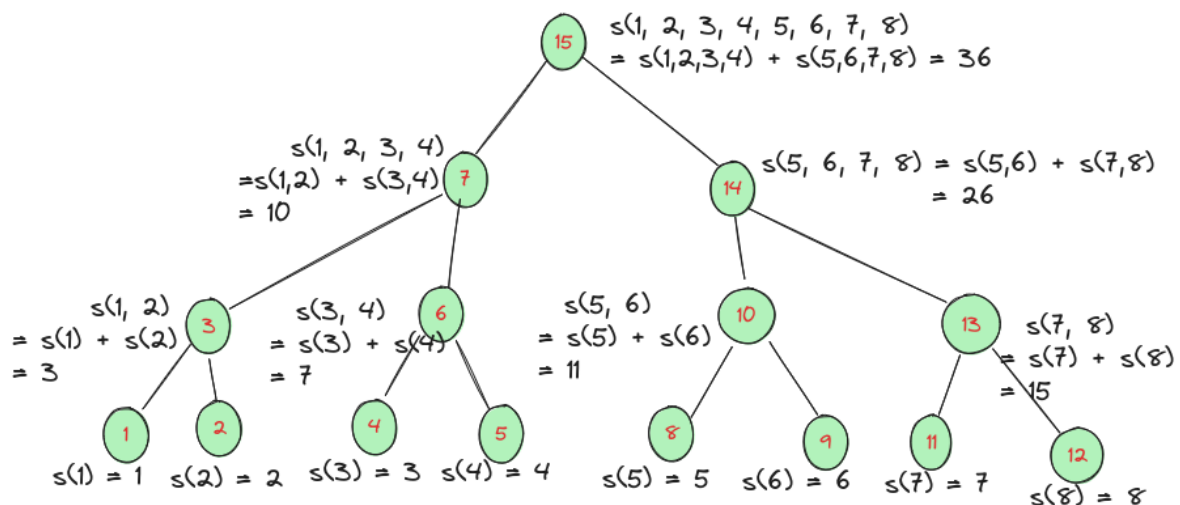 15
s(1, 2, 3, 4, 5, 6, 7, 8)
= s(1,2,3,4) + s(5,6,7,8) = 36
s(1, 2, 3, 4)
=s(1,2) + s(3,4)
= 10
7
14
s(5, 6, 7, 8) = s(5,6) + s(7,8)
= 26
s(1, 2)
= s(1) + s(2)
= 3
3
s(3, 4)
= s(3) + s(4)
= 7
6
s(5, 6)
= s(5) + s(6)
= 11
10
13
s(7, 8)
= s(7) + s(8)
= 15
1
2
4
5
8
9
11
12
s(1) = 1
s(2) = 2
s(3) = 3
s(4) = 4
s(5) = 5
s(6) = 6
s(7) = 7
s(8) = 8